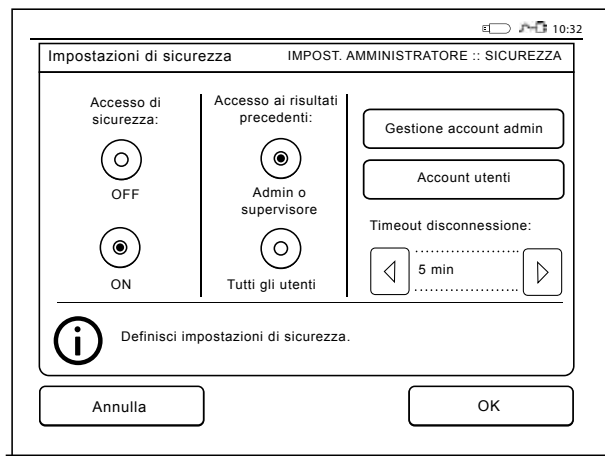 10:32
Impostazioni di sicurezza
IMPOST. AMMINISTRATORE :: SICUREZZA
Accesso di
sicurezza:
OFF
ON
Accesso ai risultati
precedenti:
Admin o
supervisore
Tutti gli utenti
Gestione account admin
Account utenti
Timeout disconnessione:
5 min
Definisci impostazioni di sicurezza.
Annulla
OK